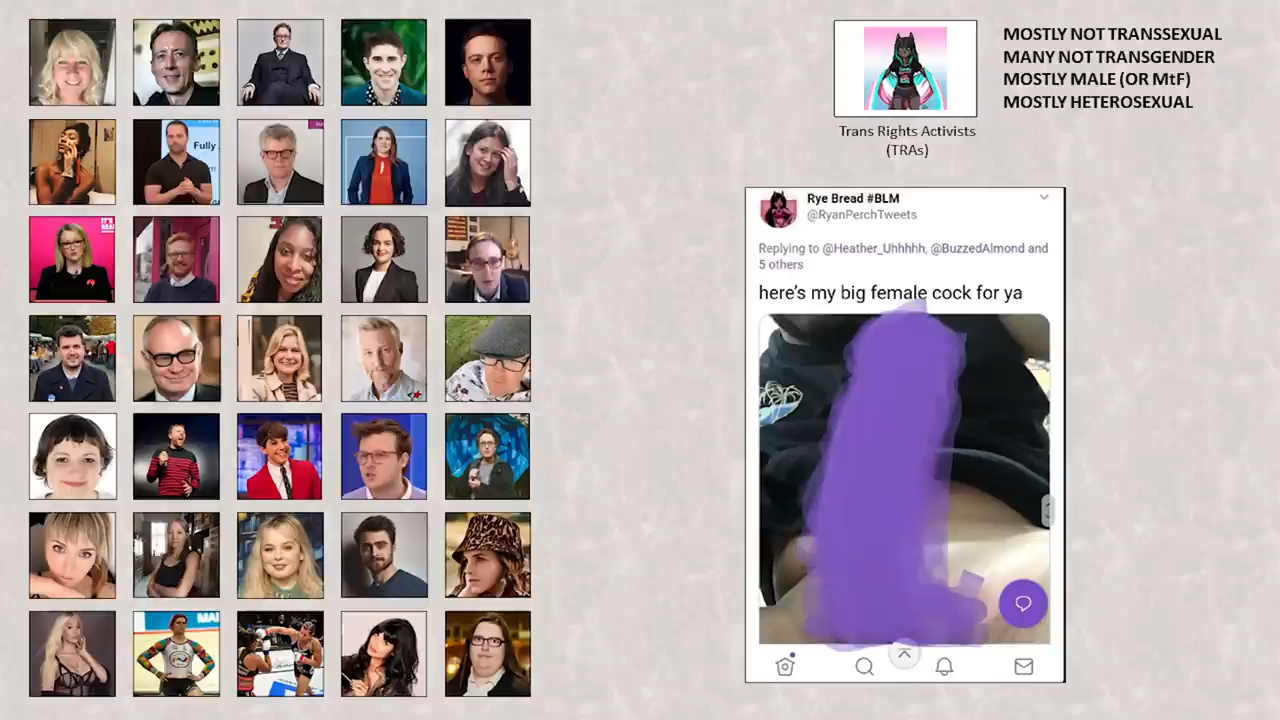 MOSTLY NOT TRANSSEXUAL
MANY NOT TRANSGENDER
MOSTLY MALE (OR MtF)
MOSTLY HETEROSEXUAL
Trans Rights Activists
(TRAs)
Rye Bread #BLM
@RyanPerchTweets
Replying to @Heather_Uhhhhh, @BuzzedAlmond and
5 others
here's my big female cock for ya
Fully